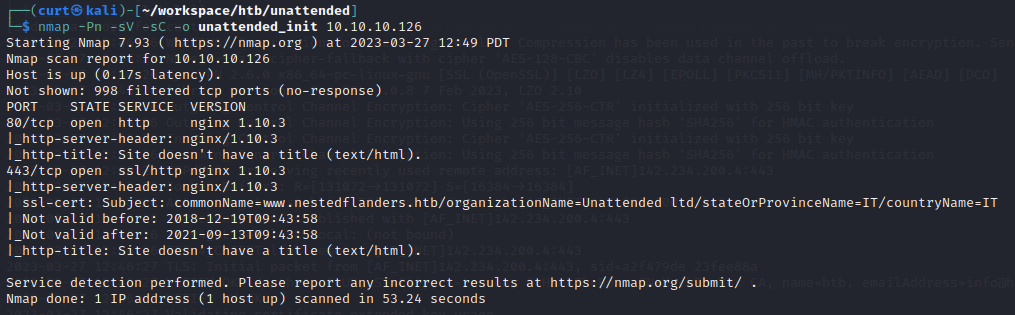 ┌──(curt㉿kali)-[~/workspace/htb/unattended]
└─$ nmap -Pn -sV -sC -o unattended_init 10.10.10.126
Starting Nmap 7.93 ( https://nmap.org ) at 2023-03-27 12:49 PDT
Nmap scan report for 10.10.10.126
Host is up (0.17s latency).
Not shown: 998 filtered tcp ports (no-response)
PORT    STATE SERVICE  VERSION
80/tcp  open  http     nginx 1.10.3
|_http-server-header: nginx/1.10.3
|_http-title: Site doesn't have a title (text/html).
443/tcp open  ssl/http nginx 1.10.3
|_http-server-header: nginx/1.10.3
| ssl-cert: Subject: commonName=www.nestedflanders.htb/organizationName=Unattended ltd/stateOrProvinceName=IT/countryName=IT
| Not valid before: 2018-12-19T09:43:58
|_Not valid after:  2021-09-13T09:43:58
|_http-title: Site doesn't have a title (text/html).
Service detection performed. Please report any incorrect results at https://nmap.org/submit/ .
Nmap done: 1 IP address (1 host up) scanned in 53.24 seconds